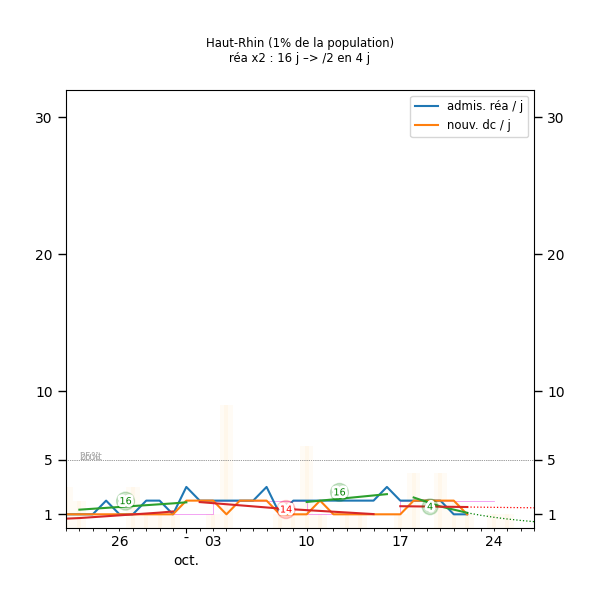 Haut-Rhin (1% de la population)
réa x2 : 16 j –> /2 en 4 j
admis. réa / j
nouv. dc / j
30 30
20 20
10 10
5 5
16 16
14 4
1 1
26 - 03 10 17 24
oct.